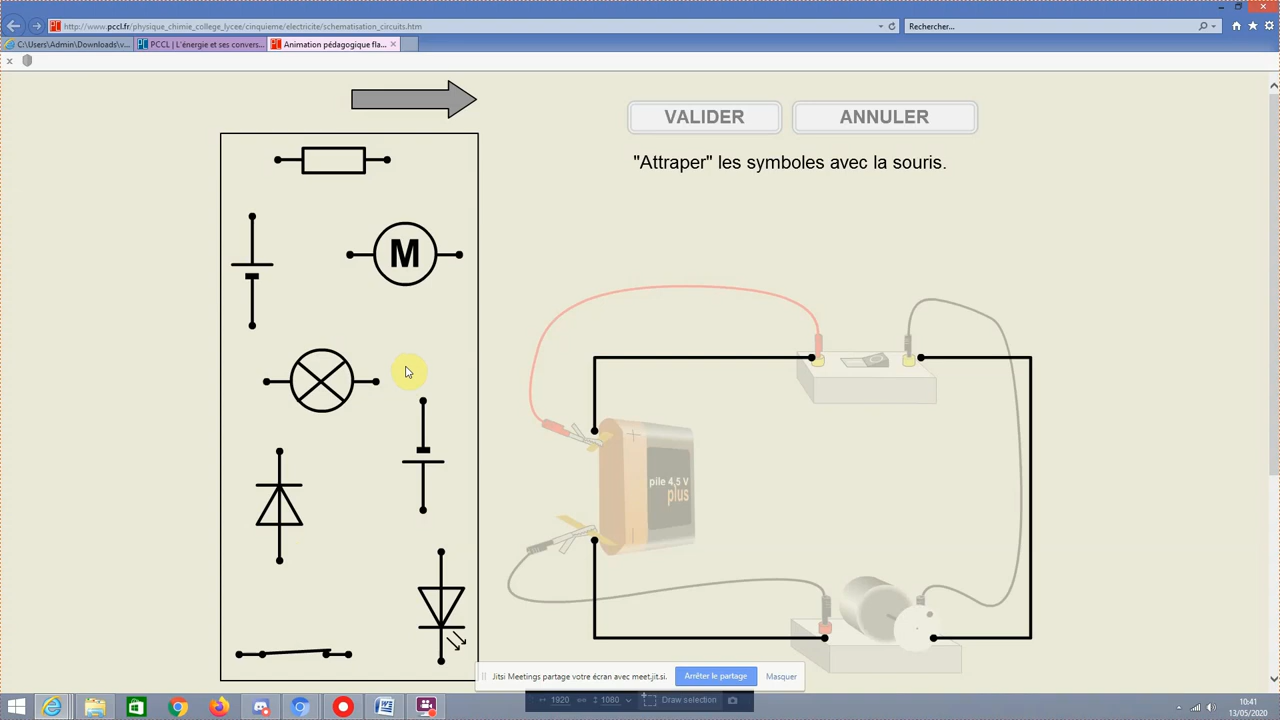 http://www.pccl.fr/physique_chimie_college_lycee/cinquieme/electricite/schematisation_circuits.htm
Rechercher...
C:\Users\Admin\Downloads\v...
PCCL | L'énergie et ses convers...
Animation pédagogique fla...
VALIDER
ANNULER
"Attraper" les symboles avec la souris.
M
pile 4,5 V
plus
Jitsi Meetings partage votre écran avec meet.jit.si.
Arrêter le partage
Masquer
1920
1080
Draw selection
10:41
13/05/2020